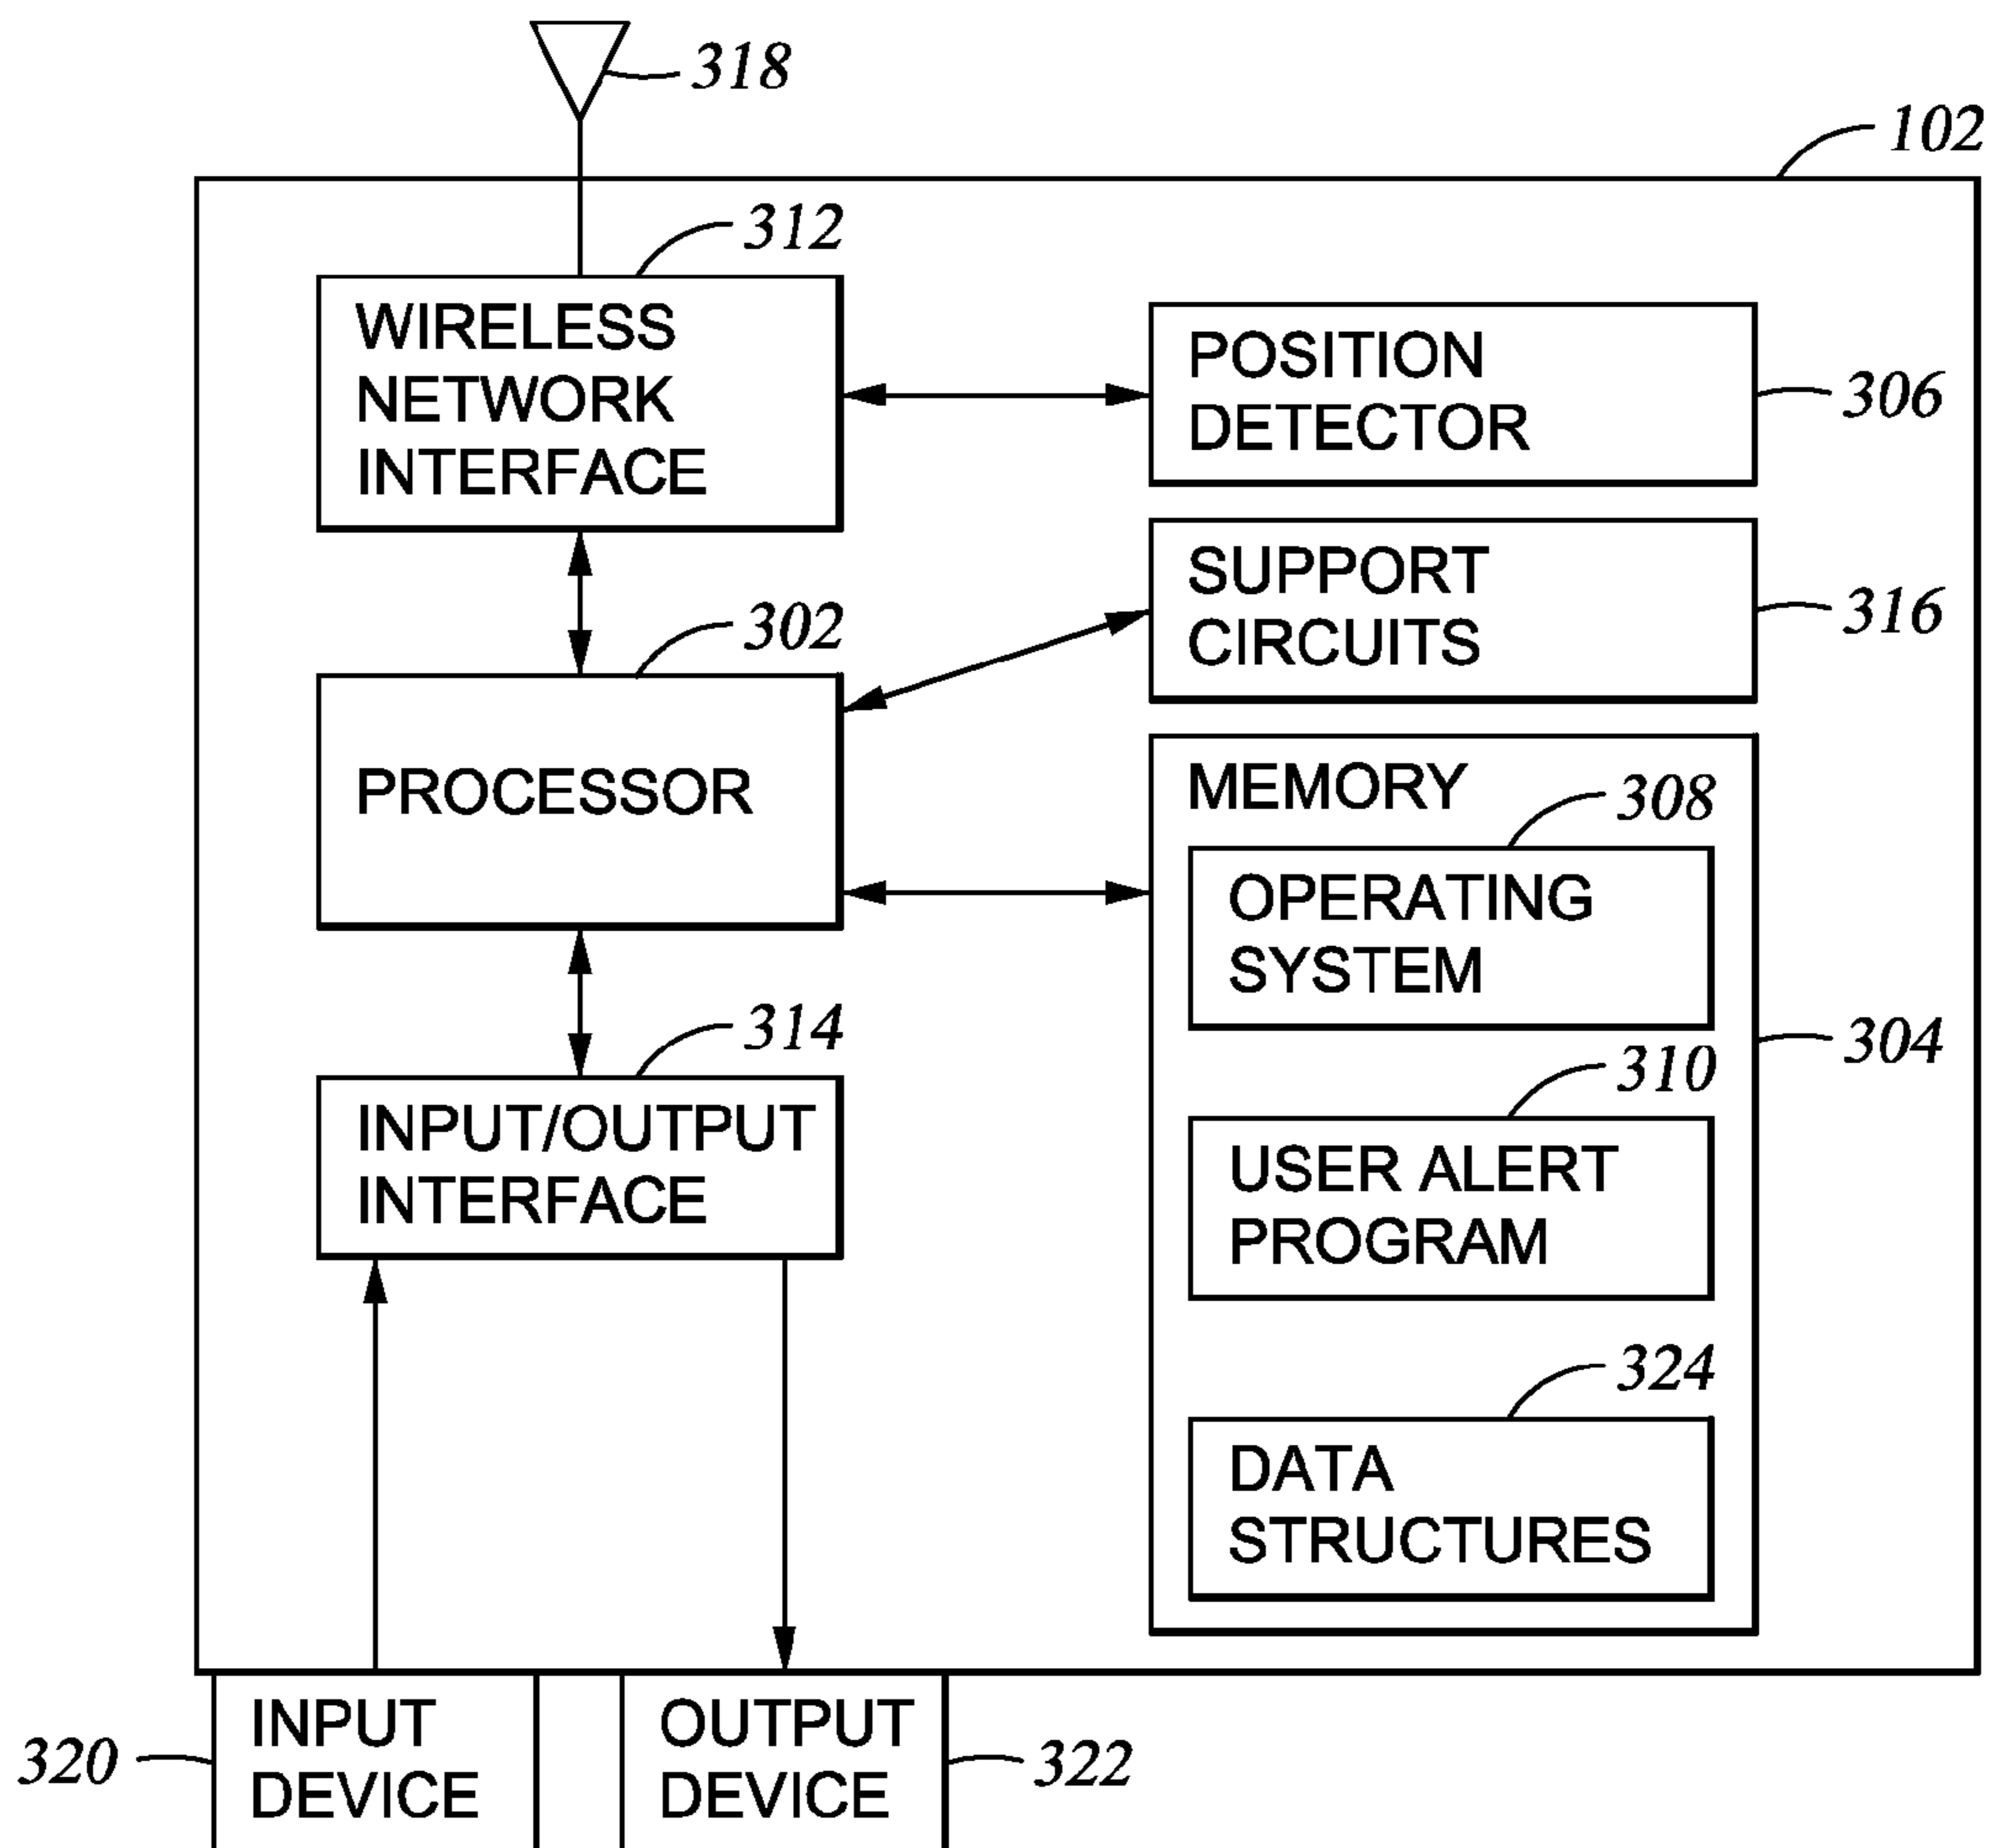 318
102
312
WIRELESS
NETWORK
INTERFACE
POSITION
DETECTOR
306
SUPPORT
CIRCUITS
316
302
PROCESSOR
MEMORY
308
OPERATING
SYSTEM
304
310
USER ALERT
PROGRAM
314
INPUT/OUTPUT
INTERFACE
324
DATA
STRUCTURES
320
INPUT
DEVICE
OUTPUT
DEVICE
322